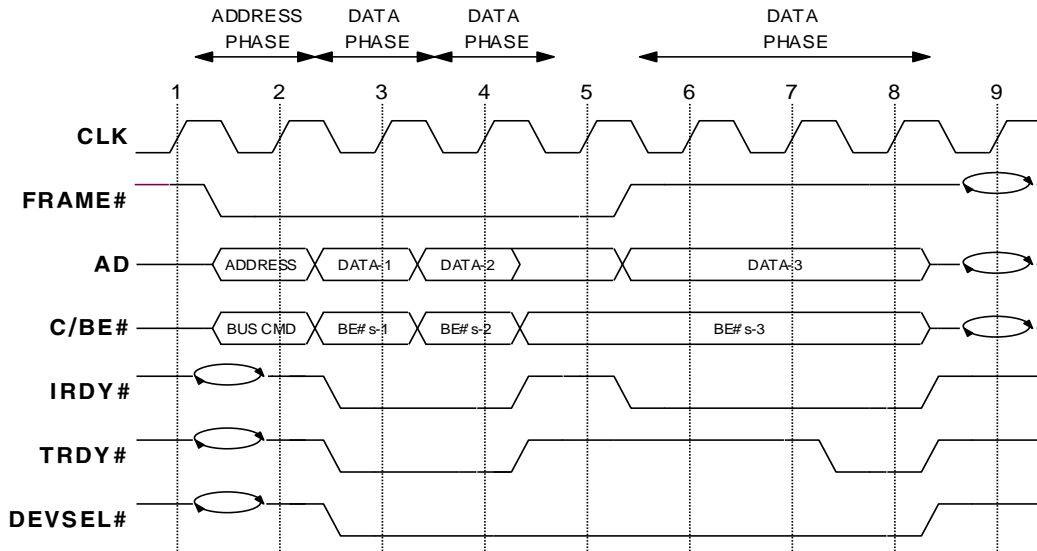 ADDRESS PHASE
DATA PHASE
DATA PHASE
DATA PHASE
1 2 3 4 5 6 7 8 9
CLK
FRAME#
AD ADDRESS DATA-1 DATA-2 DATA-3
C/BE# BUS CMD BE#'s-1 BE#'s-2 BE#'s-3
IRDY#
TRDY#
DEVSEL#